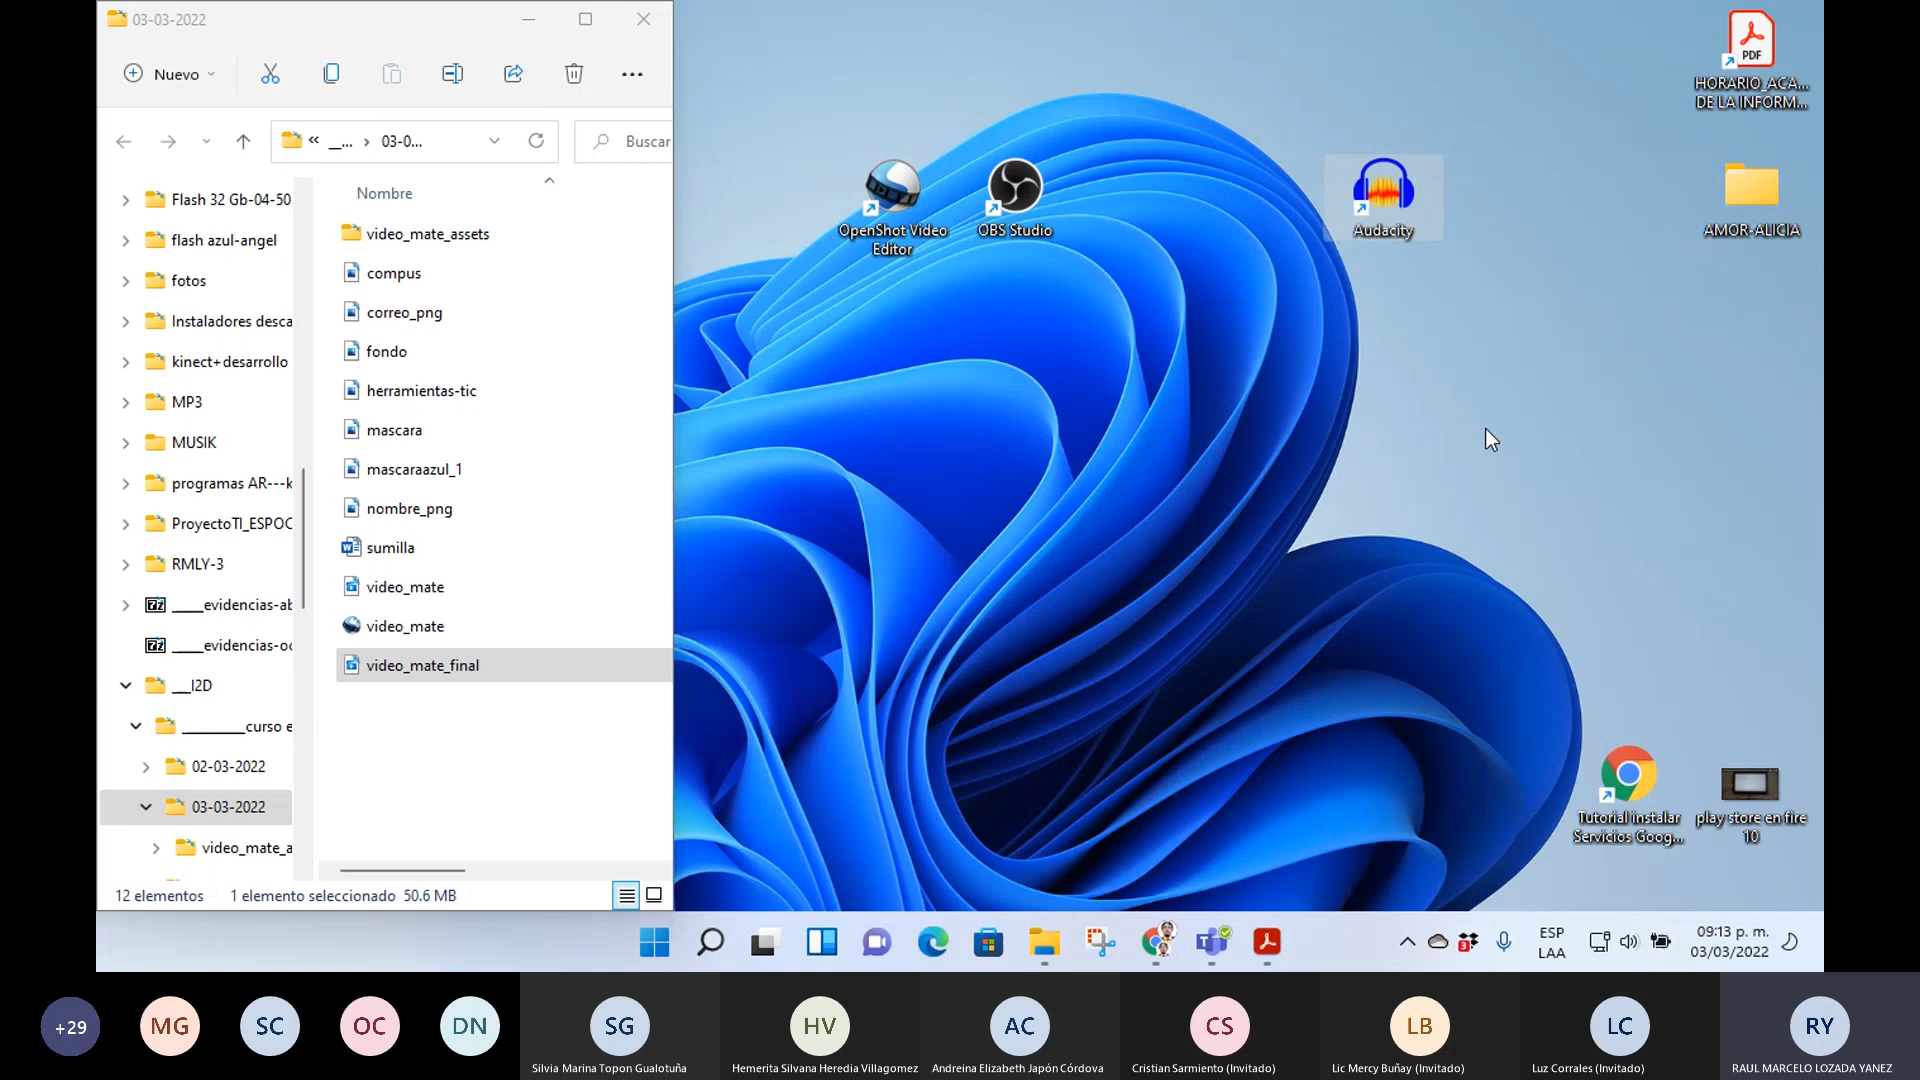 03-03-2022
Nuevo
« __... › 03-0...
Buscar
Flash 32 Gb-04-50
flash azul-angel
fotos
Instaladores desca
kinect+desarrollo
MP3
MUSIK
programas AR---k
ProyectoTI_ESPOC
RMLY-3
____evidencias-ab
____evidencias-oc
__I2D
________curso e
02-03-2022
03-03-2022
video_mate_a
Nombre
video_mate_assets
compus
correo_png
fondo
herramientas-tic
mascara
mascaraazul_1
nombre_png
sumilla
video_mate
video_mate
video_mate_final
12 elementos 1 elemento seleccionado 50.6 MB
OpenShot Video
Editor
OBS Studio
Audacity
PDF
HORARIO_ACA...
DE LA INFORM...
AMOR-ALICIA
Tutorial instalar
Servicios Goog...
play store en fire
10
ESP
LAA
09:13 p. m.
03/03/2022
+29
MG
SC
OC
DN
SG
Silvia Marina Topon Gualotuña
HV
Hemerita Silvana Heredia Villagomez
AC
Andreina Elizabeth Japón Córdova
CS
Cristian Sarmiento (Invitado)
LB
Lic Mercy Buñay (Invitado)
LC
Luz Corrales (Invitado)
RY
RAUL MARCELO LOZADA YANEZ